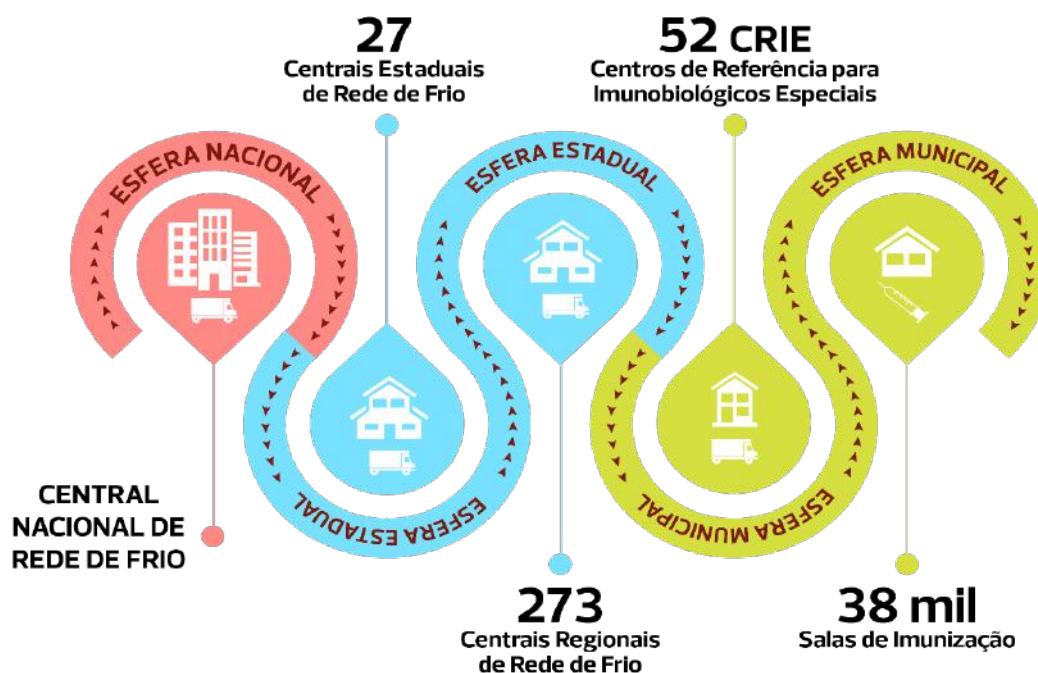 27
Centrais Estaduais
de Rede de Frio
52 CRIE
Centros de Referência para
Imunobiológicos Especiais
ESFERA NACIONAL
ESFERA ESTADUAL
ESFERA MUNICIPAL
ESFERA ESTADUAL
ESFERA MUNICIPAL
CENTRAL
NACIONAL DE
REDE DE FRIO
273
Centrais Regionais
de Rede de Frio
38 mil
Salas de Imunização